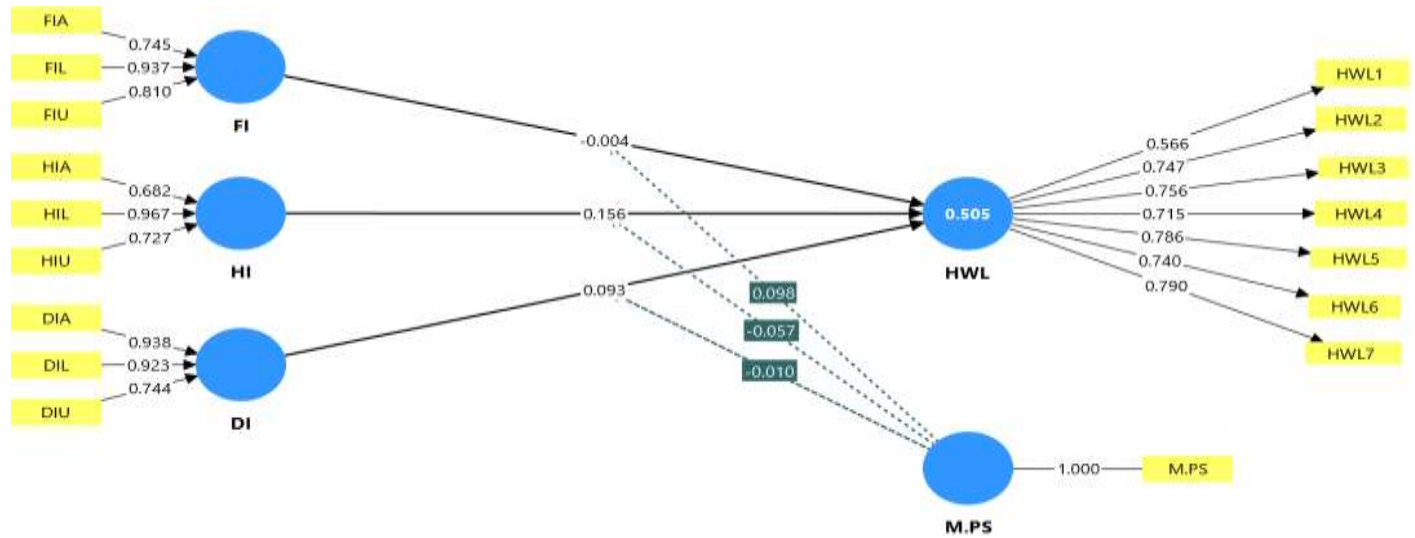 FIA
0.745
FIL
0.937
FIU
0.810
FI
HIA
0.682
HIL
0.967
HIU
0.727
HI
DIA
0.938
DIL
0.923
DIU
0.744
DI
-0.004
0.156
0.093
0.098
-0.057
-0.010
0.505
HWL
0.566
0.747
0.756
0.715
0.786
0.740
0.790
HWL1
HWL2
HWL3
HWL4
HWL5
HWL6
HWL7
1.000
M.PS
M.PS